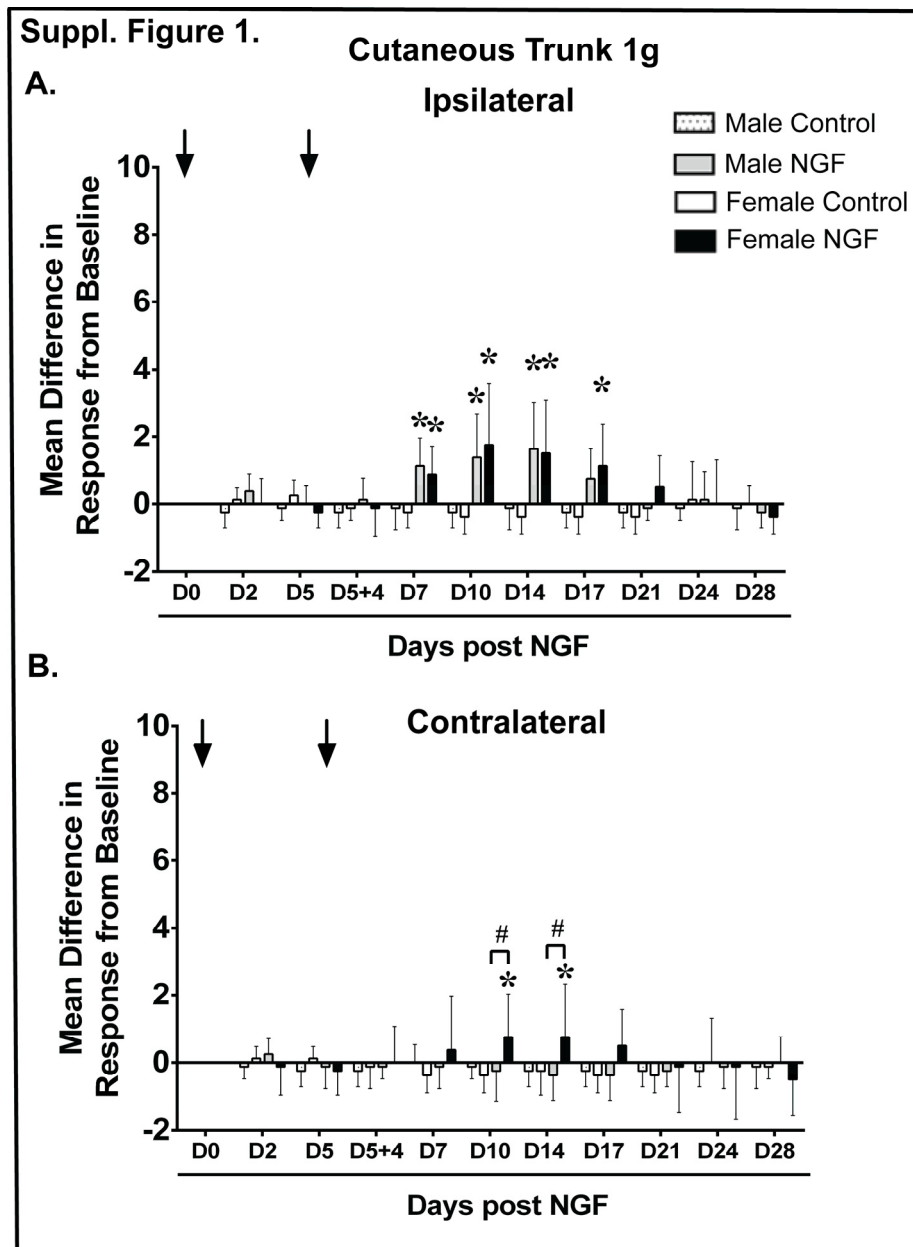 Suppl. Figure 1.
Cutaneous Trunk 1g
A.
Ipsilateral
Male Control
Male NGF
Female Control
Female NGF
Mean Difference in
Response from Baseline
10
8
6
4
2
0
-2
* * * * * * *
D0 D2 D5 D5+4 D7 D10 D14 D17 D21 D24 D28
Days post NGF
B.
Contralateral
Mean Difference in
Response from Baseline
10
8
6
4
2
0
-2
# #
* *
D0 D2 D5 D5+4 D7 D10 D14 D17 D21 D24 D28
Days post NGF